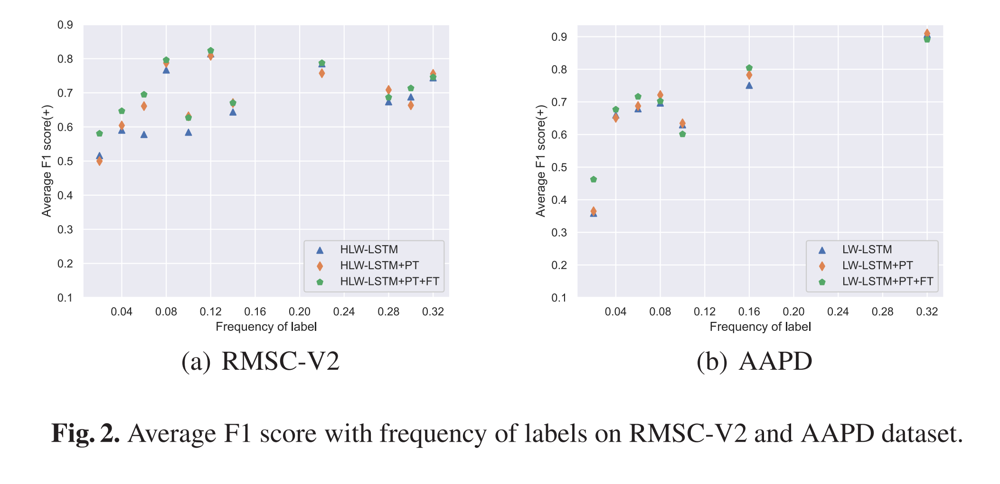 0.9
0.8
0.7
0.6
0.5
0.4
0.3
0.2
0.1
Average F1 score(+)
HLW-LSTM
HLW-LSTM+PT
HLW-LSTM+PT+FT
0.04 0.08 0.12 0.16 0.20 0.24 0.28 0.32
Frequency of label
(a) RMSC-V2
0.9
0.8
0.7
0.6
0.5
0.4
0.3
0.2
0.1
Average F1 score(+)
LW-LSTM
LW-LSTM+PT
LW-LSTM+PT+FT
0.04 0.08 0.12 0.16 0.20 0.24 0.28 0.32
Frequency of label
(b) AAPD
Fig. 2. Average F1 score with frequency of labels on RMSC-V2 and AAPD dataset.